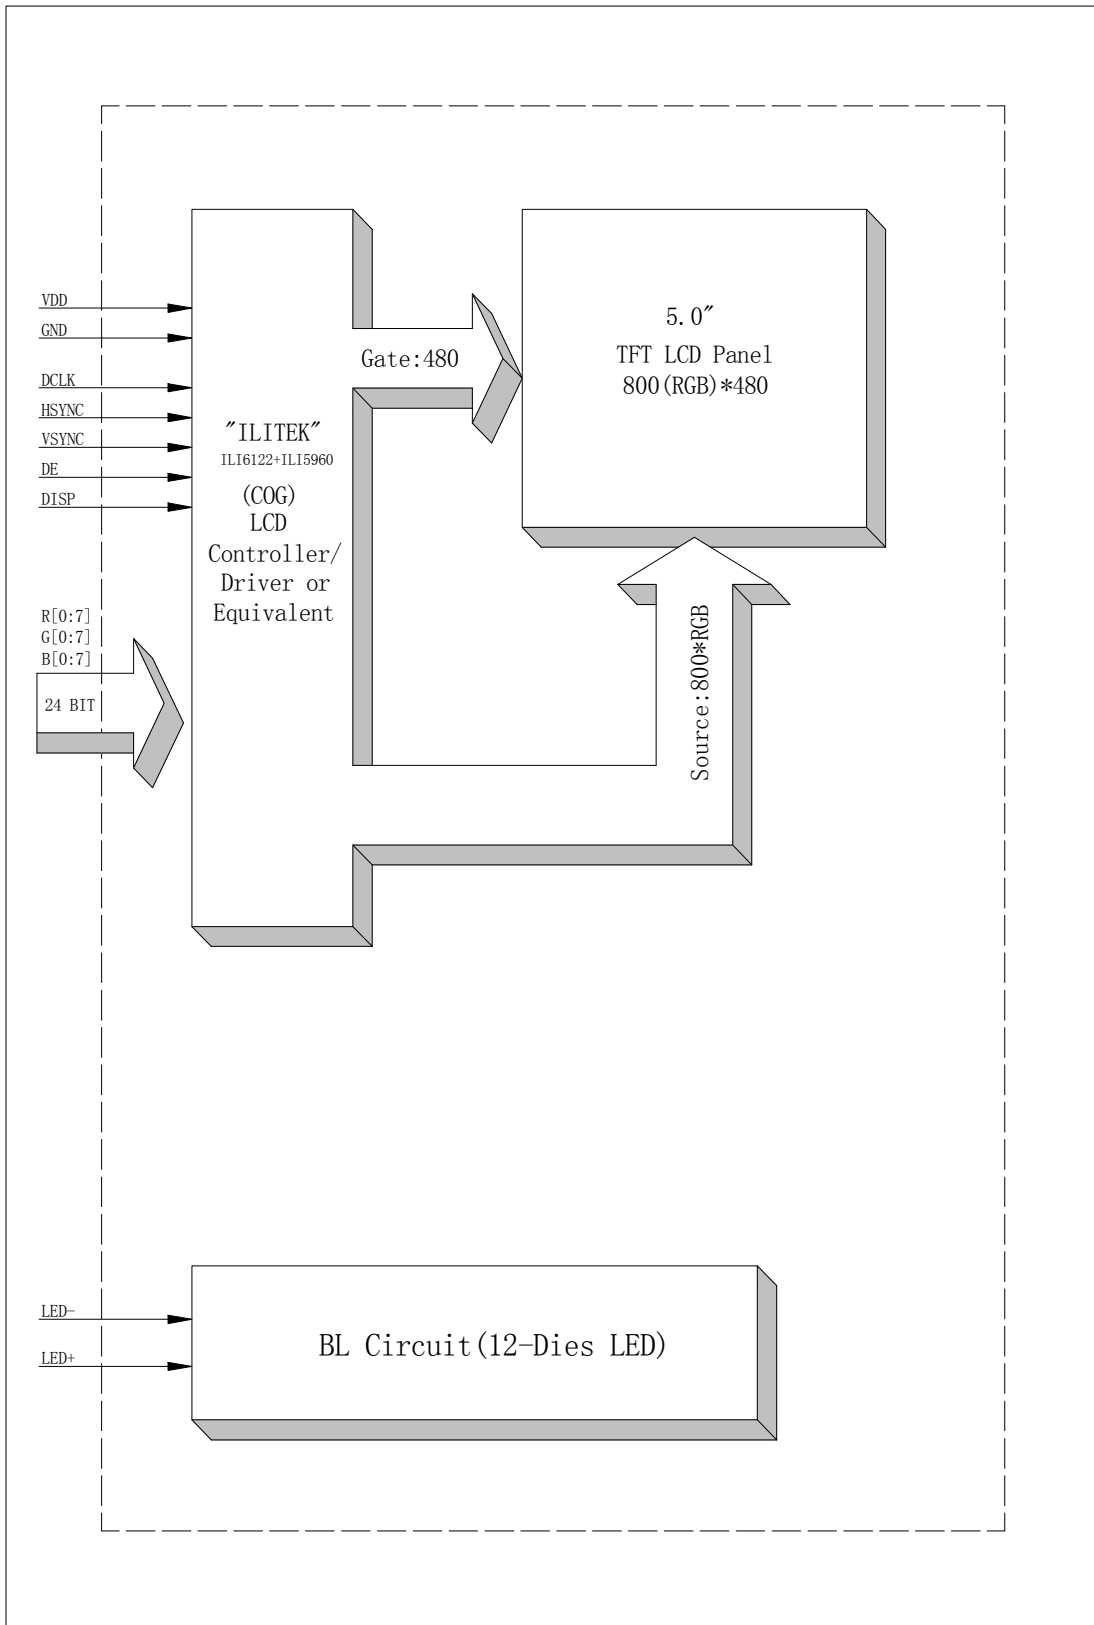 VDD
GND
DCLK
HSYNC
VSYNC
DE
DISP
R[0:7]
G[0:7]
B[0:7]
24 BIT
"ILITEK"
ILI6122+ILI5960
(COG)
LCD
Controller/
Driver or
Equivalent
Gate:480
5.0"
TFT LCD Panel
800(RGB)*480
Source:800*RGB
LED-
LED+
BL Circuit(12-Dies LED)